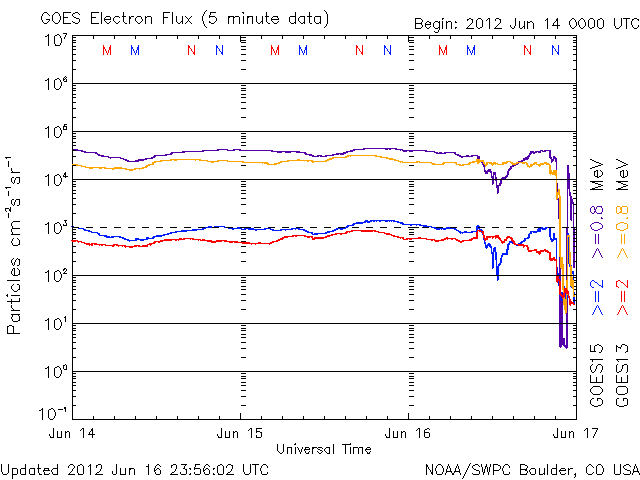 GOES Electron Flux (5 minute data)
Begin: 2012 Jun 14 0000 UTC
10⁷
M M N N M M N N M M N N
10⁶
10⁵
10⁴
10³
10²
10¹
10⁰
10⁻¹
Particles cm⁻²s⁻¹sr⁻¹
Jun 14 Jun 15 Jun 16 Jun 17
Universal Time
GOES15 >=2 >=0.8 MeV
GOES13 >=2 >=0.8 MeV
Updated 2012 Jun 16 23:56:02 UTC
NOAA/SWPC Boulder, CO USA